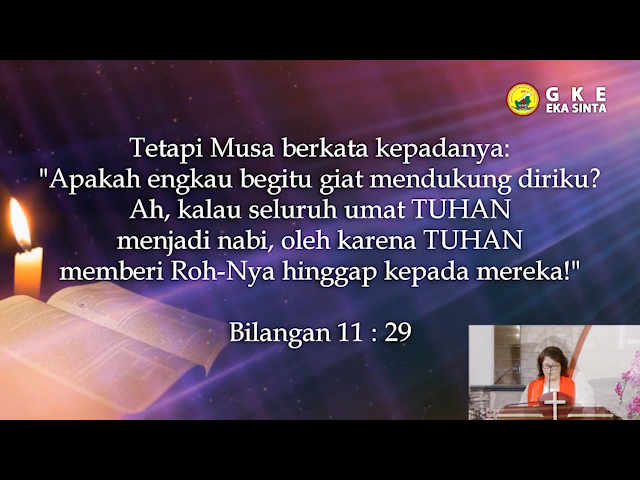 GKE
EKA SINTA
Tetapi Musa berkata kepadanya:
"Apakah engkau begitu giat mendukung diriku?
Ah, kalau seluruh umat TUHAN
menjadi nabi, oleh karena TUHAN
memberi Roh-Nya hinggap kepada mereka!"
Bilangan 11 : 29